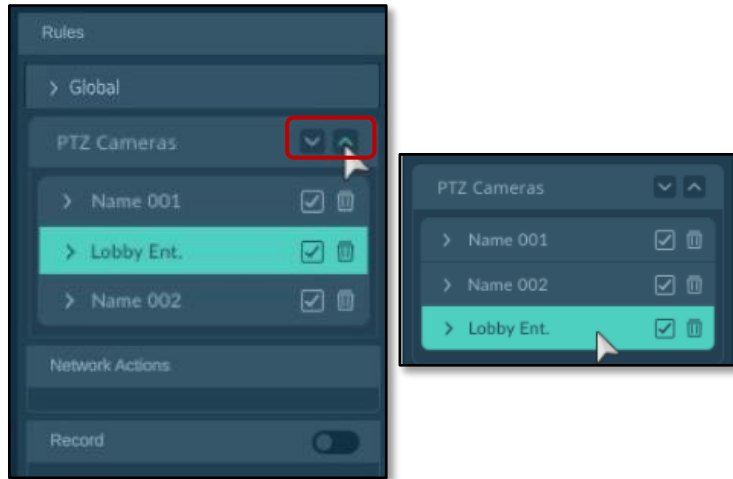 Rules
Global
PTZ Cameras
Name 001
Lobby Ent.
Name 002
Network Actions
Record
PTZ Cameras
Name 001
Name 002
Lobby Ent.